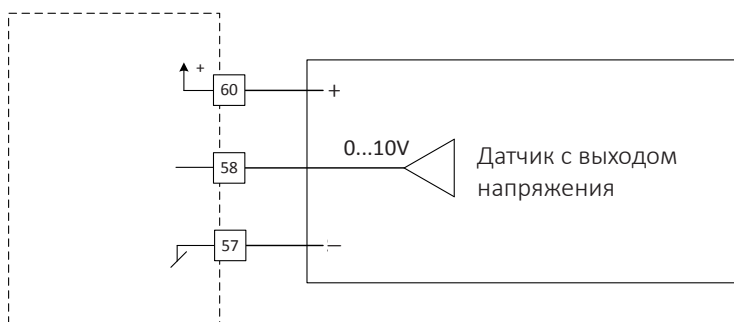 +
60
+
0...10V
58
Датчик с выходом
напряжения
57
−